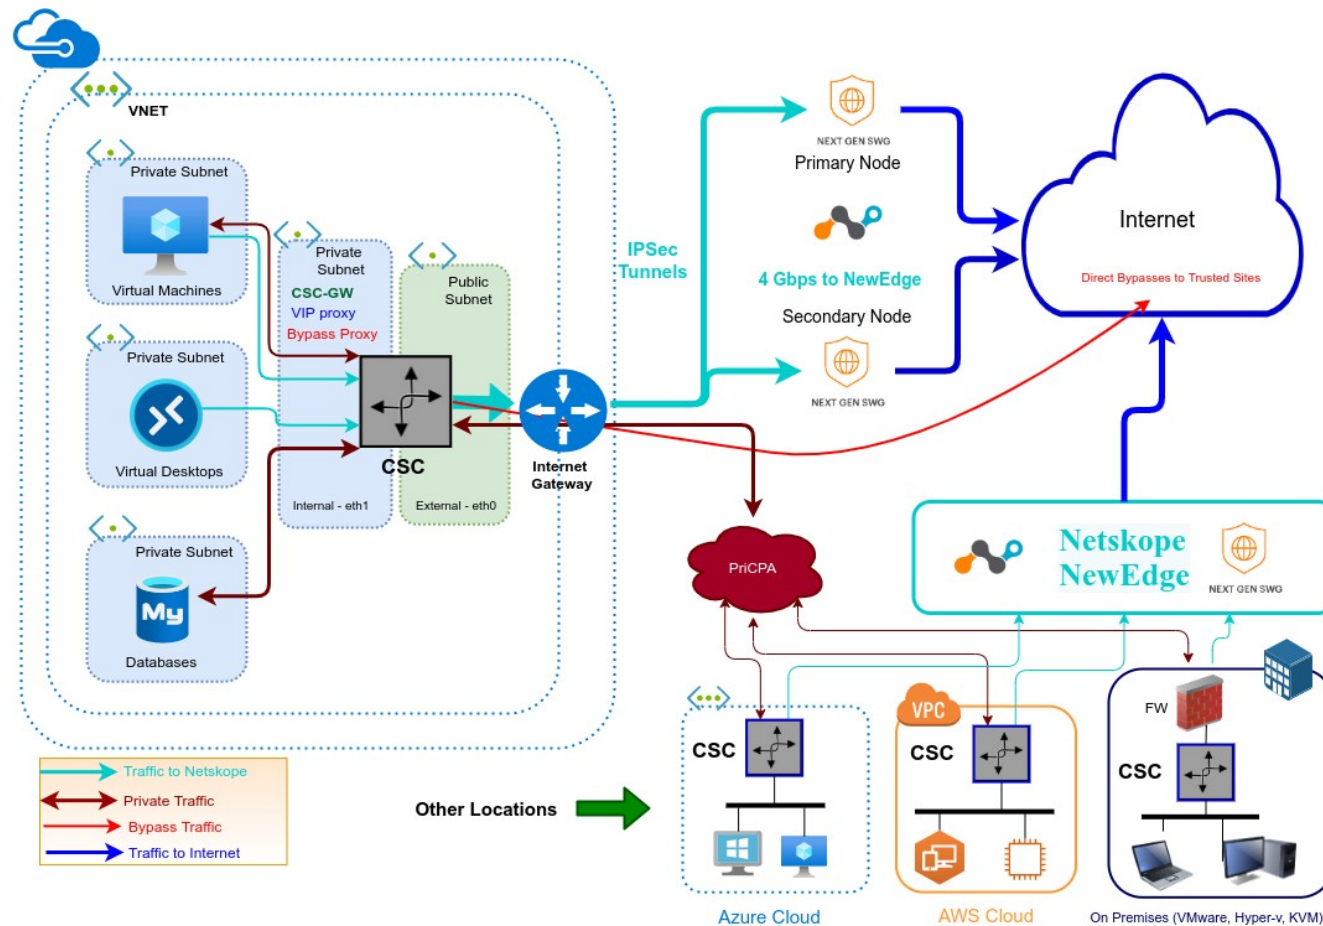 VNET
Private Subnet
Virtual Machines
Private Subnet
Virtual Desktops
Private Subnet
My
Databases
Private
Subnet
CSC-GW
VIP proxy
Bypass Proxy
Internal - eth1
Public
Subnet
External - eth0
CSC
Internet
Gateway
IPSec
Tunnels
NEXT GEN SWG
Primary Node
4 Gbps to NewEdge
Secondary Node
NEXT GEN SWG
Internet
Direct Bypasses to Trusted Sites
PriCPA
Netskope
NewEdge
NEXT GEN SWG
Traffic to Netskope
Private Traffic
Bypass Traffic
Traffic to Internet
Other Locations
CSC
Azure Cloud
VPC
CSC
AWS Cloud
FW
CSC
On Premises (VMware, Hyper-v, KVM)